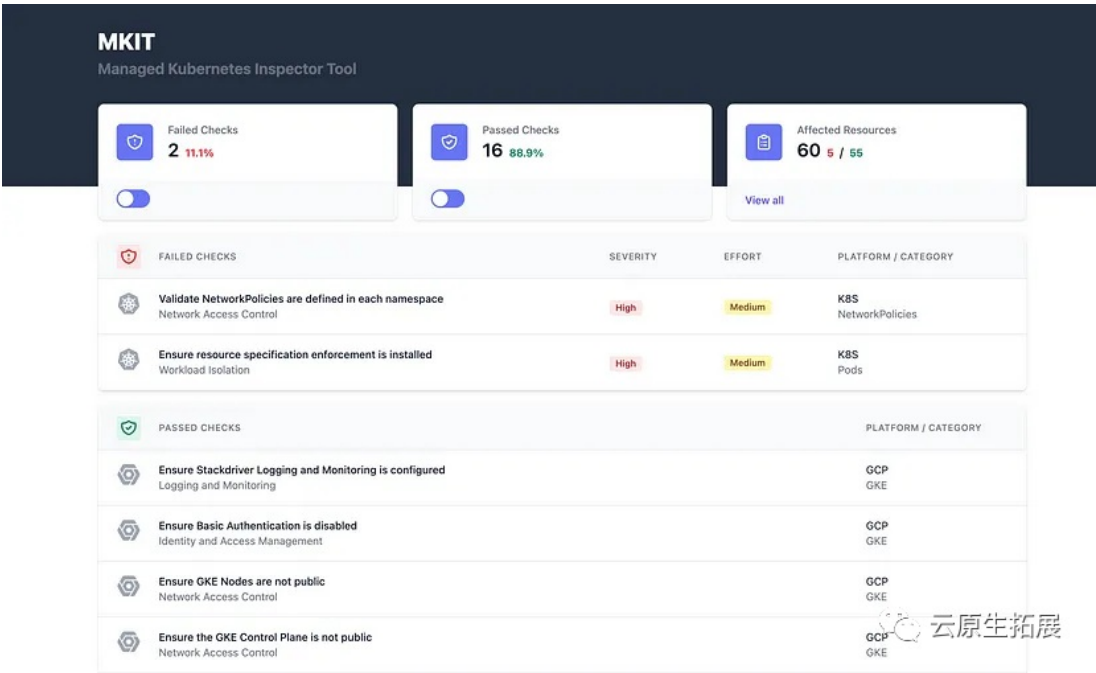 MKIT
Managed Kubernetes Inspector Tool
Failed Checks
2 11.1%
Passed Checks
16 88.9%
Affected Resources
60 5 / 55
View all
FAILED CHECKS SEVERITY EFFORT PLATFORM / CATEGORY
Validate NetworkPolicies are defined in each namespace High Medium K8S
Network Access Control NetworkPolicies
Ensure resource specification enforcement is installed High Medium K8S
Workload Isolation Pods
PASSED CHECKS PLATFORM / CATEGORY
Ensure Stackdriver Logging and Monitoring is configured GCP
Logging and Monitoring GKE
Ensure Basic Authentication is disabled GCP
Identity and Access Management GKE
Ensure GKE Nodes are not public GCP
Network Access Control GKE
Ensure the GKE Control Plane is not public GCP
Network Access Control GKE
云原生拓展